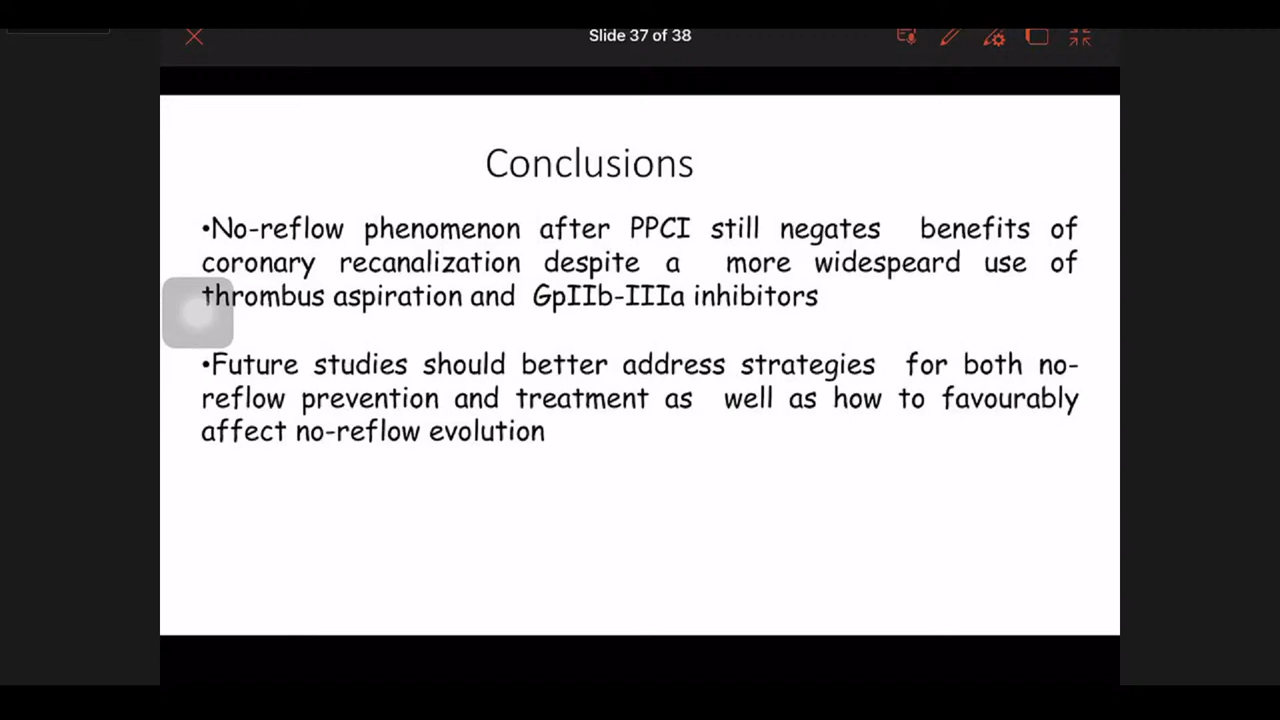 Slide 37 of 38
Conclusions
•No-reflow phenomenon after PPCI still negates benefits of
coronary recanalization despite a more widespeard use of
thrombus aspiration and GpIIb-IIIa inhibitors
•Future studies should better address strategies for both no-
reflow prevention and treatment as well as how to favourably
affect no-reflow evolution